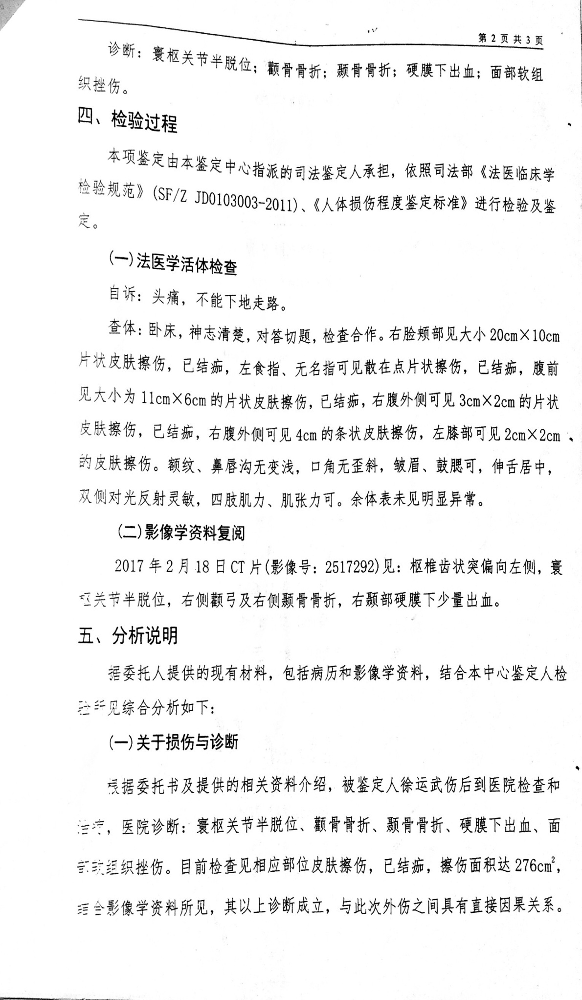 第 2 页 共 3 页
诊断：寰枢关节半脱位；颧骨骨折；颞骨骨折；硬膜下出血；面部软组
织挫伤。
四、检验过程
本项鉴定由本鉴定中心指派的司法鉴定人承担，依照司法部《法医临床学
检验规范》(SF/Z JD0103003-2011)、《人体损伤程度鉴定标准》进行检验及鉴
定。
(一)法医学活体检查
自诉：头痛，不能下地走路。
查体：卧床，神志清楚，对答切题，检查合作。右脸颊部见大小 20cm×10cm
片状皮肤擦伤，已结痂，左食指、无名指可见散在点片状擦伤，已结痂，腹前
见大小为 11cm×6cm 的片状皮肤擦伤，已结痂，右腹外侧可见 3cm×2cm 的片状
皮肤擦伤，已结痂，右腹外侧可见 4cm 的条状皮肤擦伤，左膝部可见 2cm×2cm
的皮肤擦伤。额纹、鼻唇沟无变浅，口角无歪斜，皱眉、鼓腮可，伸舌居中，
双侧对光反射灵敏，四肢肌力、肌张力可。余体表未见明显异常。
(二)影像学资料复阅
2017 年 2 月 18 日 CT 片(影像号：2517292)见：枢椎齿状突偏向左侧，寰
枢关节半脱位，右侧颧弓及右侧颞骨骨折，右颞部硬膜下少量出血。
五、分析说明
据委托人提供的现有材料，包括病历和影像学资料，结合本中心鉴定人检
验所见综合分析如下：
(一)关于损伤与诊断
根据委托书及提供的相关资料介绍，被鉴定人徐运武伤后到医院检查和
治疗，医院诊断：寰枢关节半脱位、颧骨骨折、颞骨骨折、硬膜下出血、面
部软组织挫伤。目前检查见相应部位皮肤擦伤，已结痂，擦伤面积达 276cm²，
结合影像学资料所见，其以上诊断成立，与此次外伤之间具有直接因果关系。